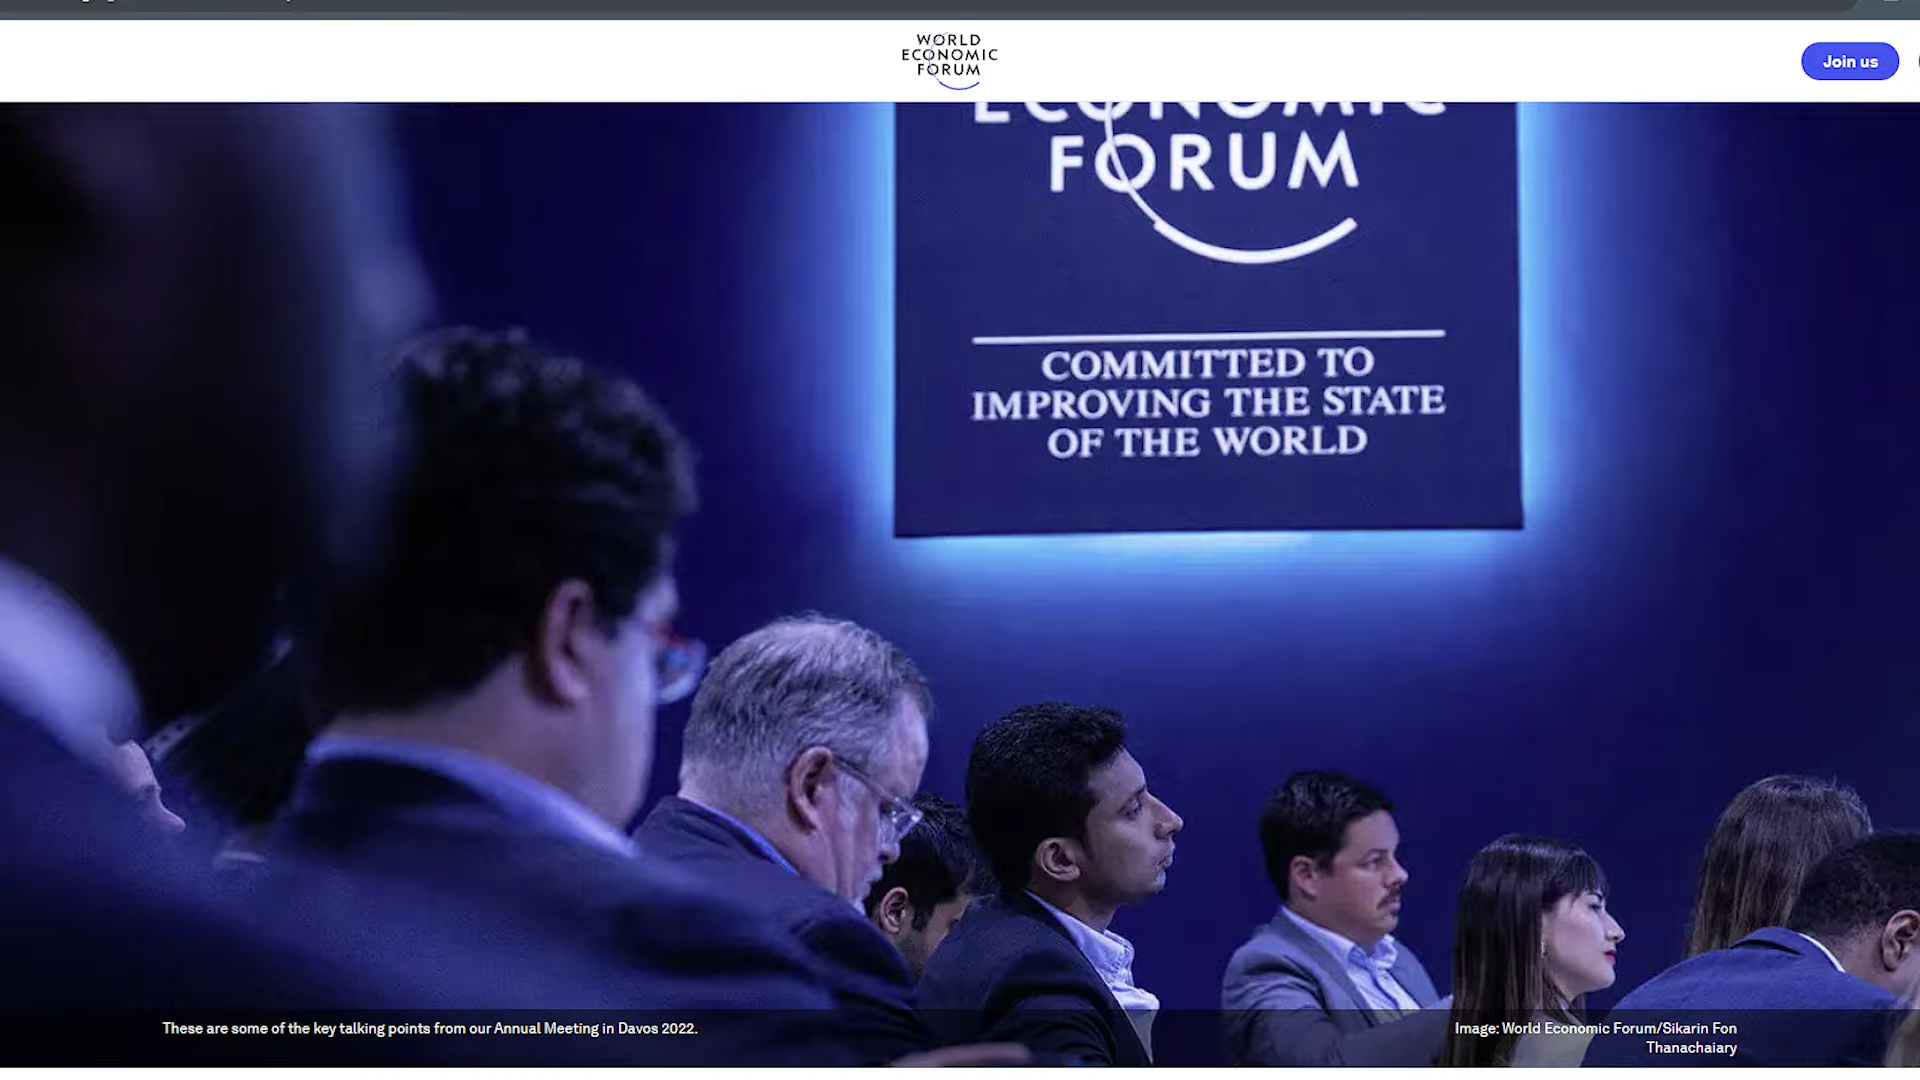 WORLD
ECONOMIC
FORUM
Join us
ECONOMIC
FORUM
COMMITTED TO
IMPROVING THE STATE
OF THE WORLD
These are some of the key talking points from our Annual Meeting in Davos 2022.
Image: World Economic Forum/Sikarin Fon
Thanachaiary